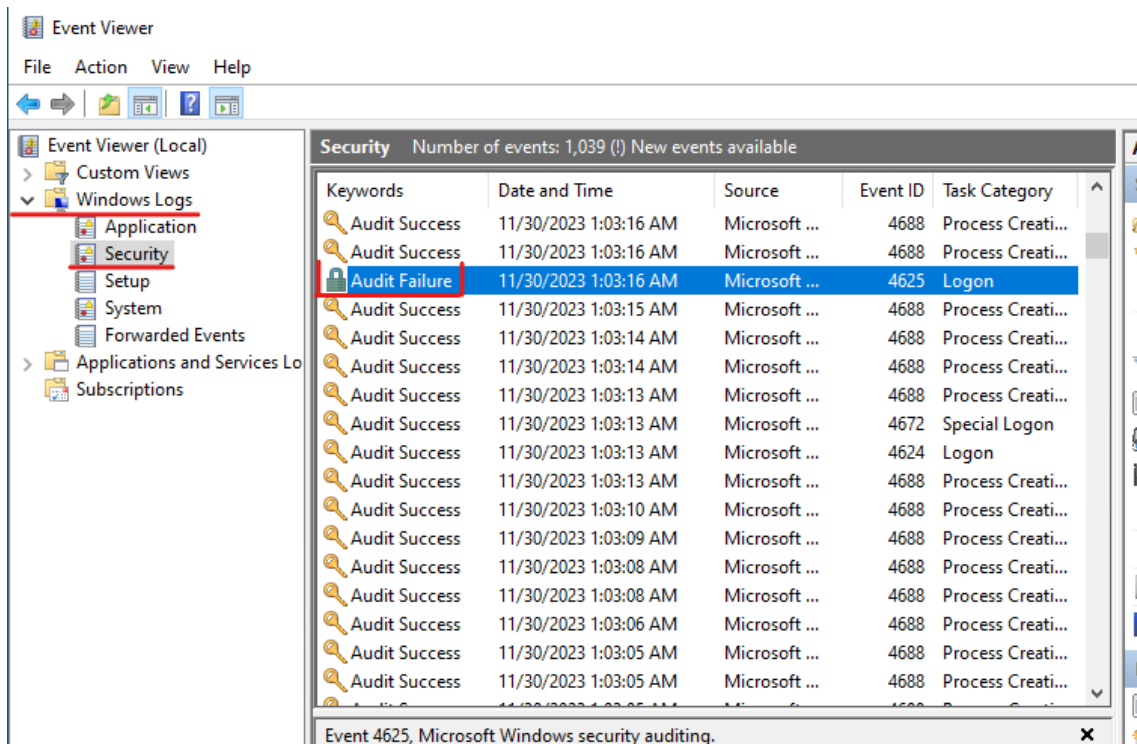 Event Viewer
File Action View Help
Event Viewer (Local)
Custom Views
Windows Logs
Application
Security
Setup
System
Forwarded Events
Applications and Services Lo
Subscriptions
Security Number of events: 1,039 (!) New events available
Keywords Date and Time Source Event ID Task Category
Audit Success 11/30/2023 1:03:16 AM Microsoft ... 4688 Process Creati...
Audit Success 11/30/2023 1:03:16 AM Microsoft ... 4688 Process Creati...
Audit Failure 11/30/2023 1:03:16 AM Microsoft ... 4625 Logon
Audit Success 11/30/2023 1:03:15 AM Microsoft ... 4688 Process Creati...
Audit Success 11/30/2023 1:03:14 AM Microsoft ... 4688 Process Creati...
Audit Success 11/30/2023 1:03:14 AM Microsoft ... 4688 Process Creati...
Audit Success 11/30/2023 1:03:13 AM Microsoft ... 4688 Process Creati...
Audit Success 11/30/2023 1:03:13 AM Microsoft ... 4672 Special Logon
Audit Success 11/30/2023 1:03:13 AM Microsoft ... 4624 Logon
Audit Success 11/30/2023 1:03:13 AM Microsoft ... 4688 Process Creati...
Audit Success 11/30/2023 1:03:10 AM Microsoft ... 4688 Process Creati...
Audit Success 11/30/2023 1:03:09 AM Microsoft ... 4688 Process Creati...
Audit Success 11/30/2023 1:03:08 AM Microsoft ... 4688 Process Creati...
Audit Success 11/30/2023 1:03:08 AM Microsoft ... 4688 Process Creati...
Audit Success 11/30/2023 1:03:06 AM Microsoft ... 4688 Process Creati...
Audit Success 11/30/2023 1:03:05 AM Microsoft ... 4688 Process Creati...
Audit Success 11/30/2023 1:03:05 AM Microsoft ... 4688 Process Creati...
Event 4625, Microsoft Windows security auditing.